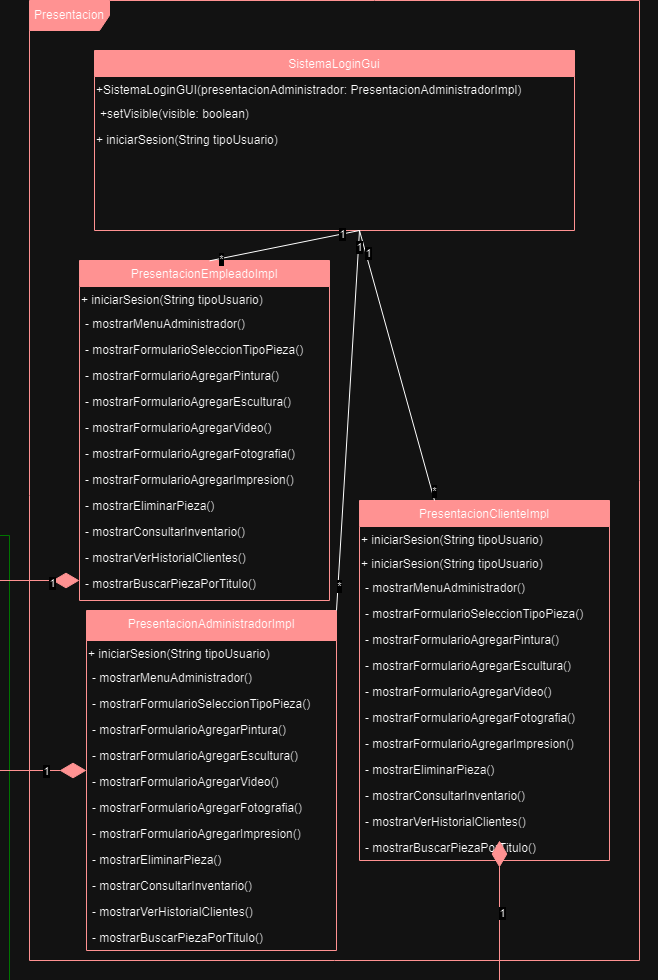 Presentacion
SistemaLoginGui
+SistemaLoginGUI(presentacionAdministrador: PresentacionAdministradorImpl)
+setVisible(visible: boolean)
+ iniciarSesion(String tipoUsuario)
1
*
1
1
PresentacionEmpleadoImpl
+ iniciarSesion(String tipoUsuario)
- mostrarMenuAdministrador()
- mostrarFormularioSeleccionTipoPieza()
- mostrarFormularioAgregarPintura()
- mostrarFormularioAgregarEscultura()
- mostrarFormularioAgregarVideo()
- mostrarFormularioAgregarFotografia()
- mostrarFormularioAgregarImpresion()
- mostrarEliminarPieza()
- mostrarConsultarInventario()
- mostrarVerHistorialClientes()
- mostrarBuscarPiezaPorTitulo()
1
*
PresentacionAdministradorImpl
+ iniciarSesion(String tipoUsuario)
- mostrarMenuAdministrador()
- mostrarFormularioSeleccionTipoPieza()
- mostrarFormularioAgregarPintura()
- mostrarFormularioAgregarEscultura()
- mostrarFormularioAgregarVideo()
- mostrarFormularioAgregarFotografia()
- mostrarFormularioAgregarImpresion()
- mostrarEliminarPieza()
- mostrarConsultarInventario()
- mostrarVerHistorialClientes()
- mostrarBuscarPiezaPorTitulo()
1
*
PresentacionClienteImpl
+ iniciarSesion(String tipoUsuario)
+ iniciarSesion(String tipoUsuario)
- mostrarMenuAdministrador()
- mostrarFormularioSeleccionTipoPieza()
- mostrarFormularioAgregarPintura()
- mostrarFormularioAgregarEscultura()
- mostrarFormularioAgregarVideo()
- mostrarFormularioAgregarFotografia()
- mostrarFormularioAgregarImpresion()
- mostrarEliminarPieza()
- mostrarConsultarInventario()
- mostrarVerHistorialClientes()
- mostrarBuscarPiezaPorTitulo()
1